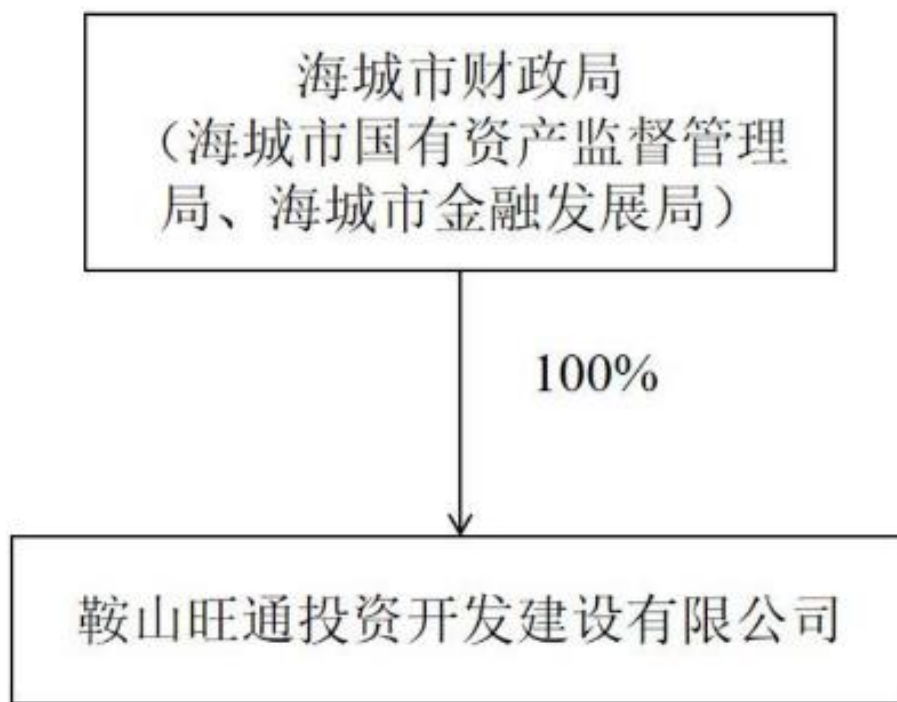 海城市财政局
（海城市国有资产监督管理
局、海城市金融发展局）
100%
鞍山旺通投资开发建设有限公司